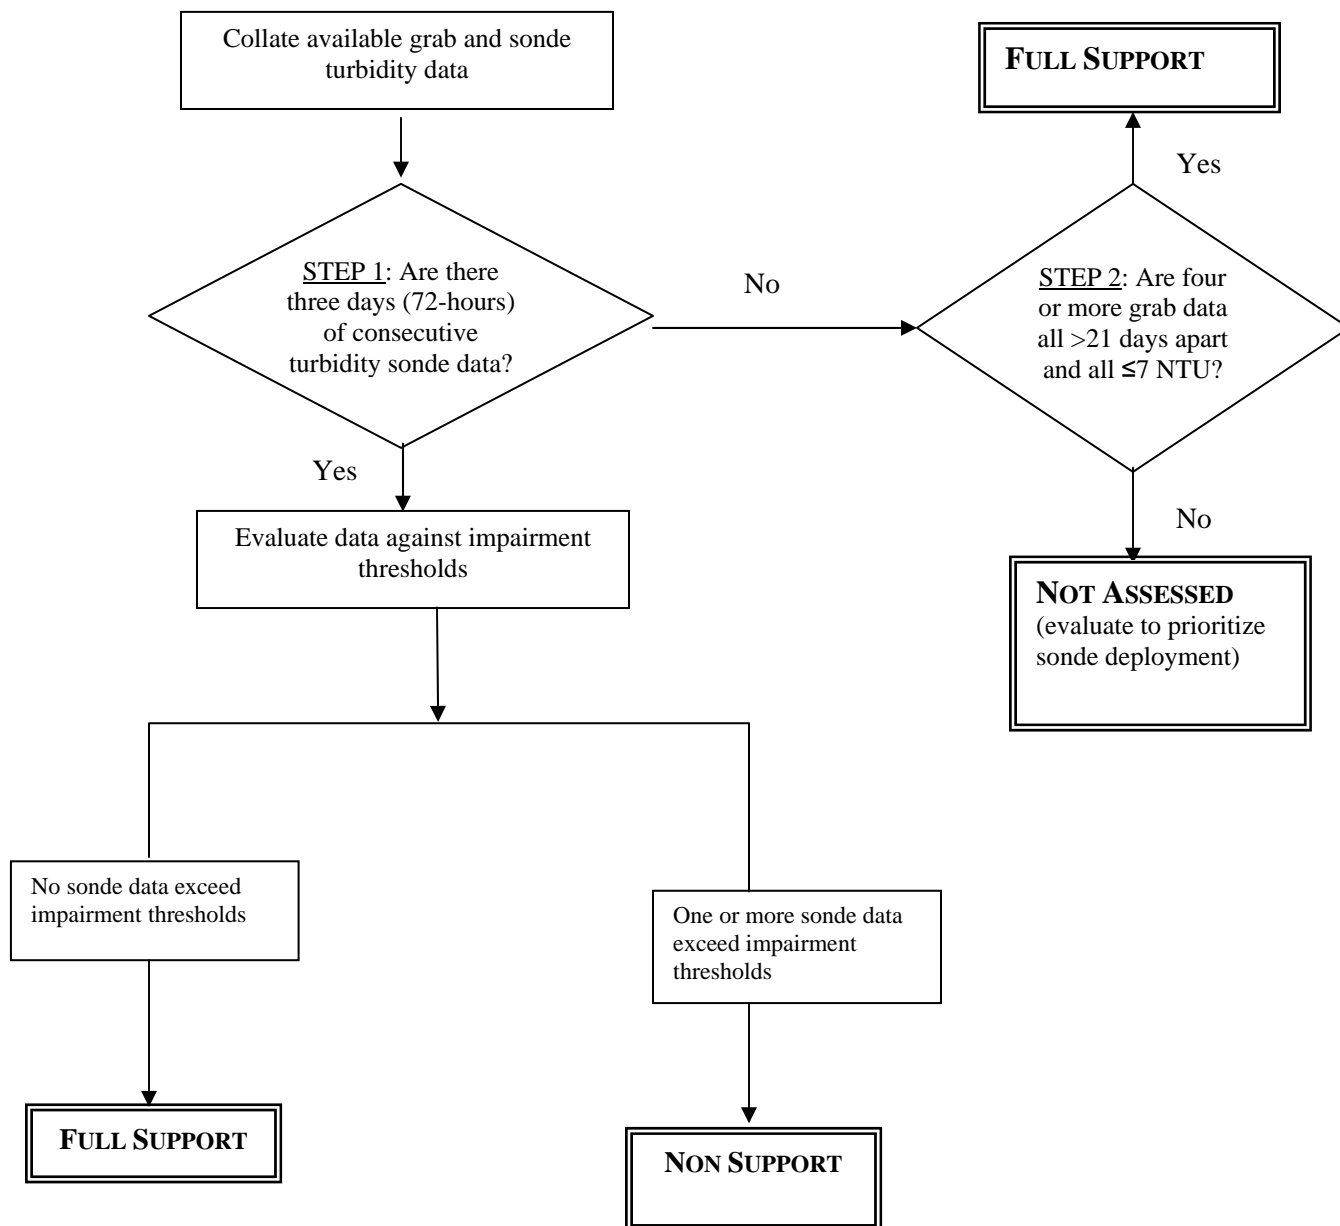 Collate available grab and sonde
turbidity data
FULL SUPPORT
Yes
STEP 1: Are there
three days (72-hours)
of consecutive
turbidity sonde data?
No
STEP 2: Are four
or more grab data
all >21 days apart
and all ≤7 NTU?
Yes
No
Evaluate data against impairment
thresholds
NOT ASSESSED
(evaluate to prioritize
sonde deployment)
No sonde data exceed
impairment thresholds
One or more sonde data
exceed impairment
thresholds
FULL SUPPORT
NON SUPPORT